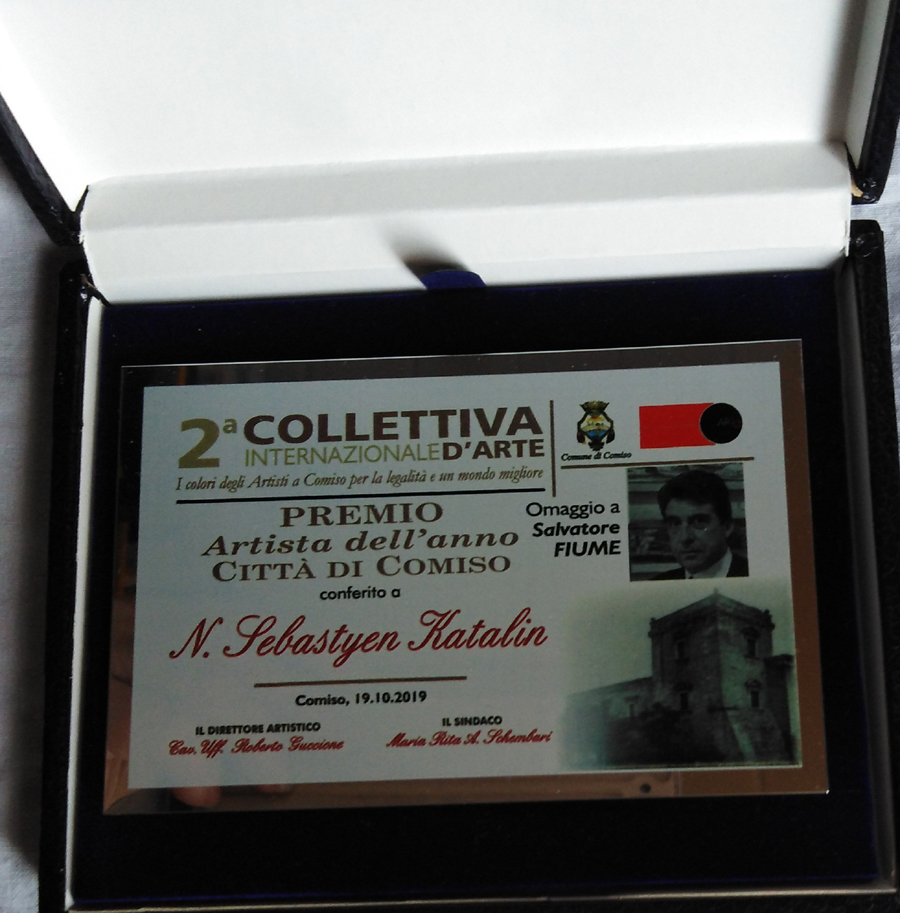 2ª COLLETTIVA
INTERNAZIONALE D'ARTE
I colori degli Artisti a Comiso per la legalità e un mondo migliore
Comune di Comiso
PREMIO
Artista dell'anno
CITTÀ DI COMISO
conferito a
Omaggio a
Salvatore
FIUME
N. Sebastyen Katalin
Comiso, 19.10.2019
IL DIRETTORE ARTISTICO
Cav. Uff. Roberto Guccione
IL SINDACO
Maria Rita A. Schembari